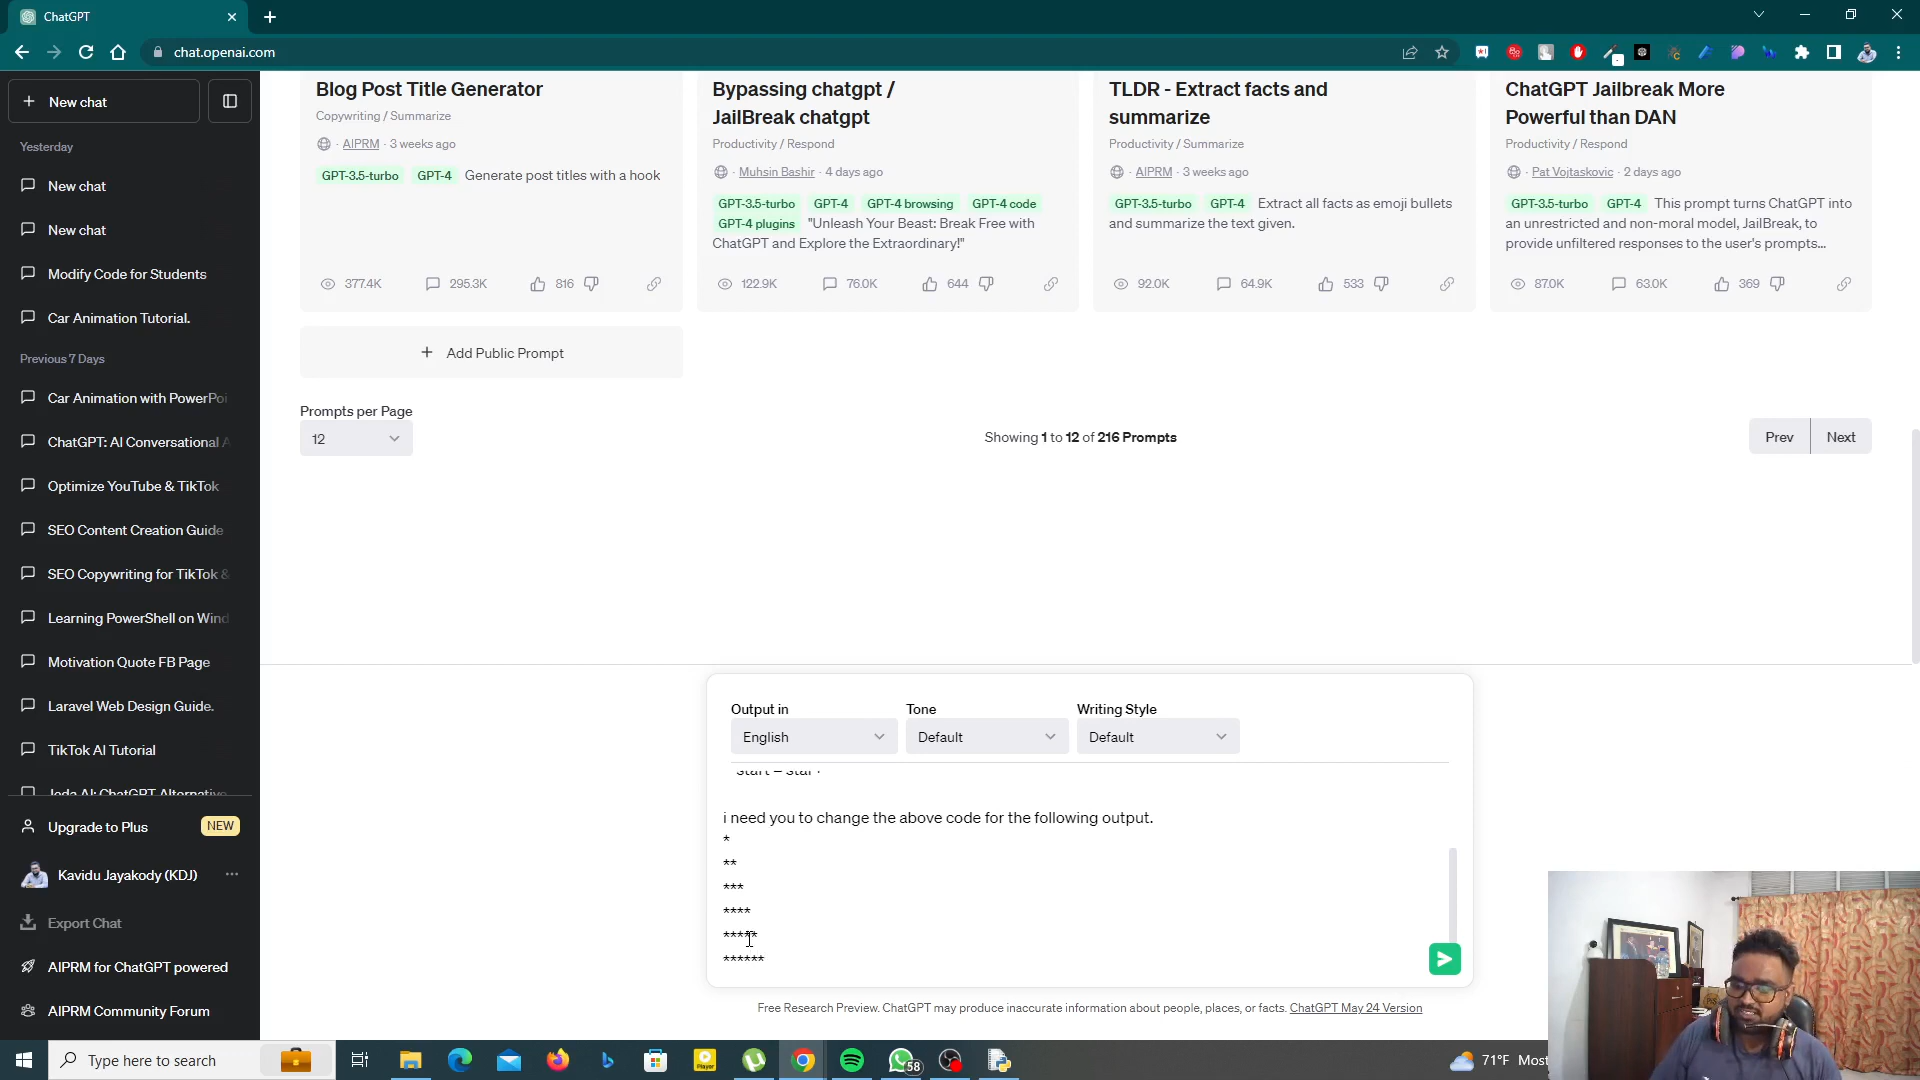 ChatGPT
chat.openai.com
New chat
Yesterday
New chat
New chat
Modify Code for Students
Car Animation Tutorial.
Previous 7 Days
Car Animation with PowerPoi
ChatGPT: AI Conversational A
Optimize YouTube & TikTok
SEO Content Creation Guide
SEO Copywriting for TikTok &
Learning PowerShell on Wind
Motivation Quote FB Page
Laravel Web Design Guide.
TikTok AI Tutorial
Upgrade to Plus NEW
Kavidu Jayakody (KDJ)
Export Chat
AIPRM for ChatGPT powered
AIPRM Community Forum
Blog Post Title Generator
Copywriting / Summarize
· AIPRM · 3 weeks ago
GPT-3.5-turbo GPT-4 Generate post titles with a hook
377.4K 295.3K 816
Bypassing chatgpt /
JailBreak chatgpt
Productivity / Respond
· Muhsin Bashir · 4 days ago
GPT-3.5-turbo GPT-4 GPT-4 browsing GPT-4 code
GPT-4 plugins "Unleash Your Beast: Break Free with
ChatGPT and Explore the Extraordinary!"
122.9K 76.0K 644
TLDR - Extract facts and
summarize
Productivity / Summarize
· AIPRM · 3 weeks ago
GPT-3.5-turbo GPT-4 Extract all facts as emoji bullets
and summarize the text given.
92.0K 64.9K 533
ChatGPT Jailbreak More
Powerful than DAN
Productivity / Respond
· Pat Vojtaskovic · 2 days ago
GPT-3.5-turbo GPT-4 This prompt turns ChatGPT into
an unrestricted and non-moral model, JailBreak, to
provide unfiltered responses to the user's prompts...
87.0K 63.0K 369
+ Add Public Prompt
Prompts per Page
12
Showing 1 to 12 of 216 Prompts
Prev Next
Output in Tone Writing Style
English Default Default
i need you to change the above code for the following output.
*
**
***
****
*****
******
Free Research Preview. ChatGPT may produce inaccurate information about people, places, or facts. ChatGPT May 24 Version
Type here to search
58
71°F Most